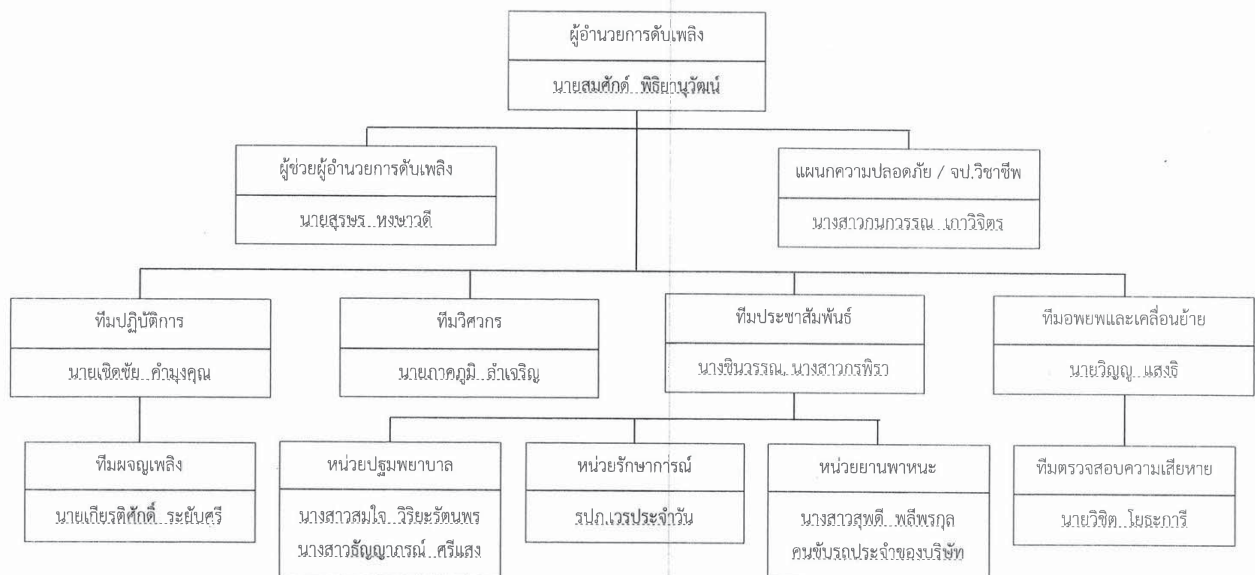 ผู้อำนวยการดับเพลิง
นายสมศักด์ พิธิยานุวัฒน์
ผู้ช่วยผู้อำนวยการดับเพลิง
นายสุรษร หงษาวดี
แผนกความปลอดภัย / จป.วิชาชีพ
นางสาวกนกวรรณ เภาวิจิตร
ทีมปฏิบัติการ
นายเชิดชัย คำมุงคุณ
ทีมวิศวกร
นายภาคภูมิ ลำเจริญ
ทีมประชาสัมพันธ์
นางชินวรรณ, นางสาวกรพิรา
ทีมอพยพและเคลื่อนย้าย
นายวิญญู แสงธิ
ทีมผจญเพลิง
นายเกียรติศักดิ์ ระยันศรี
หน่วยปฐมพยาบาล
นางสาวสมใจ วิริยะรัตนพร
นางสาวธัญญาภรณ์ ศรีแสง
หน่วยรักษาการณ์
รปภ.เวรประจำวัน
หน่วยยานพาหนะ
นางสาวสุพดี พลีพรกุล
คนขับรถประจำของบริษัท
ทีมตรวจสอบความเสียหาย
นายวิชิต โยธะการี